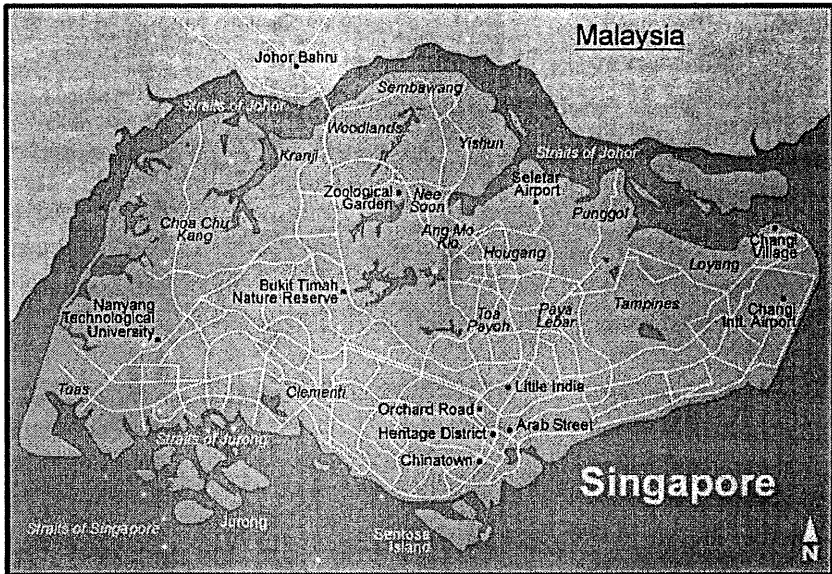 Malaysia
Johor Bahru
Sembawang
Straits of Johor
Woodlands
Yishun
Kranji
Straits of Johor
Zoological
Garden
Nee
Soon
Seletar
Airport
Punggol
Choa Chu
Kang
Ang Mo
Kio
Hougang
Changi
Village
Loyang
Bukit Timah
Nature Reserve
Nanyang
Technological
University
Toa
Payoh
Paya
Lebar
Tampines
Changi
Intl. Airport
Tuas
Clementi
Little India
Orchard Road
Arab Street
Heritage District
Straits of Jurong
Chinatown
Singapore
Straits of Singapore
Jurong
Sentosa
Island
N